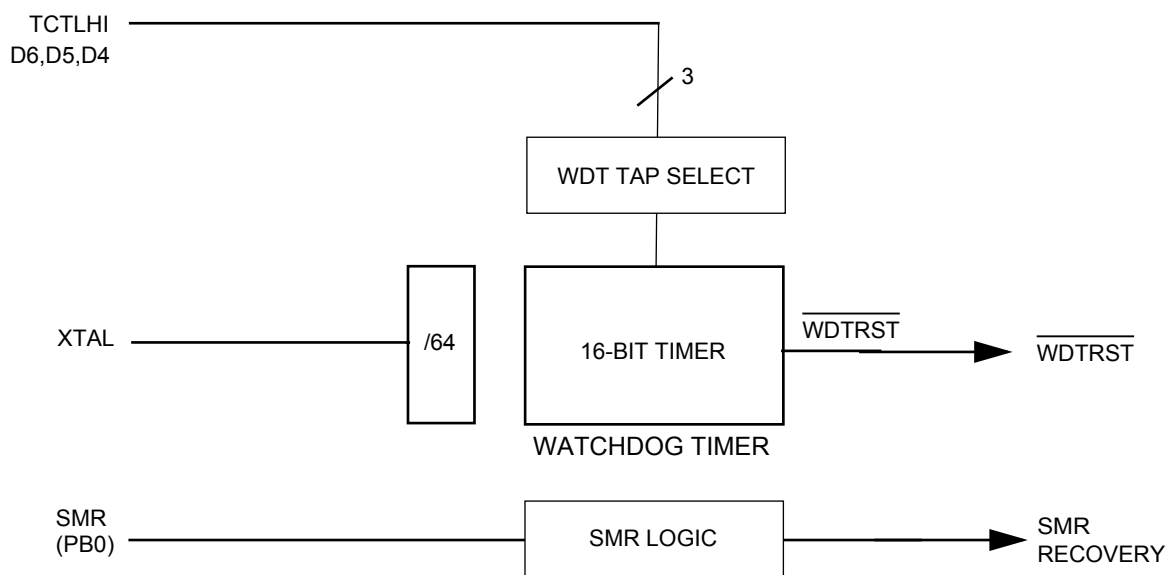 TCTLHI
D6,D5,D4
3
WDT TAP SELECT
XTAL
/64
16-BIT TIMER
WDTRST
WDTRST
WATCHDOG TIMER
SMR
(PB0)
SMR LOGIC
SMR
RECOVERY